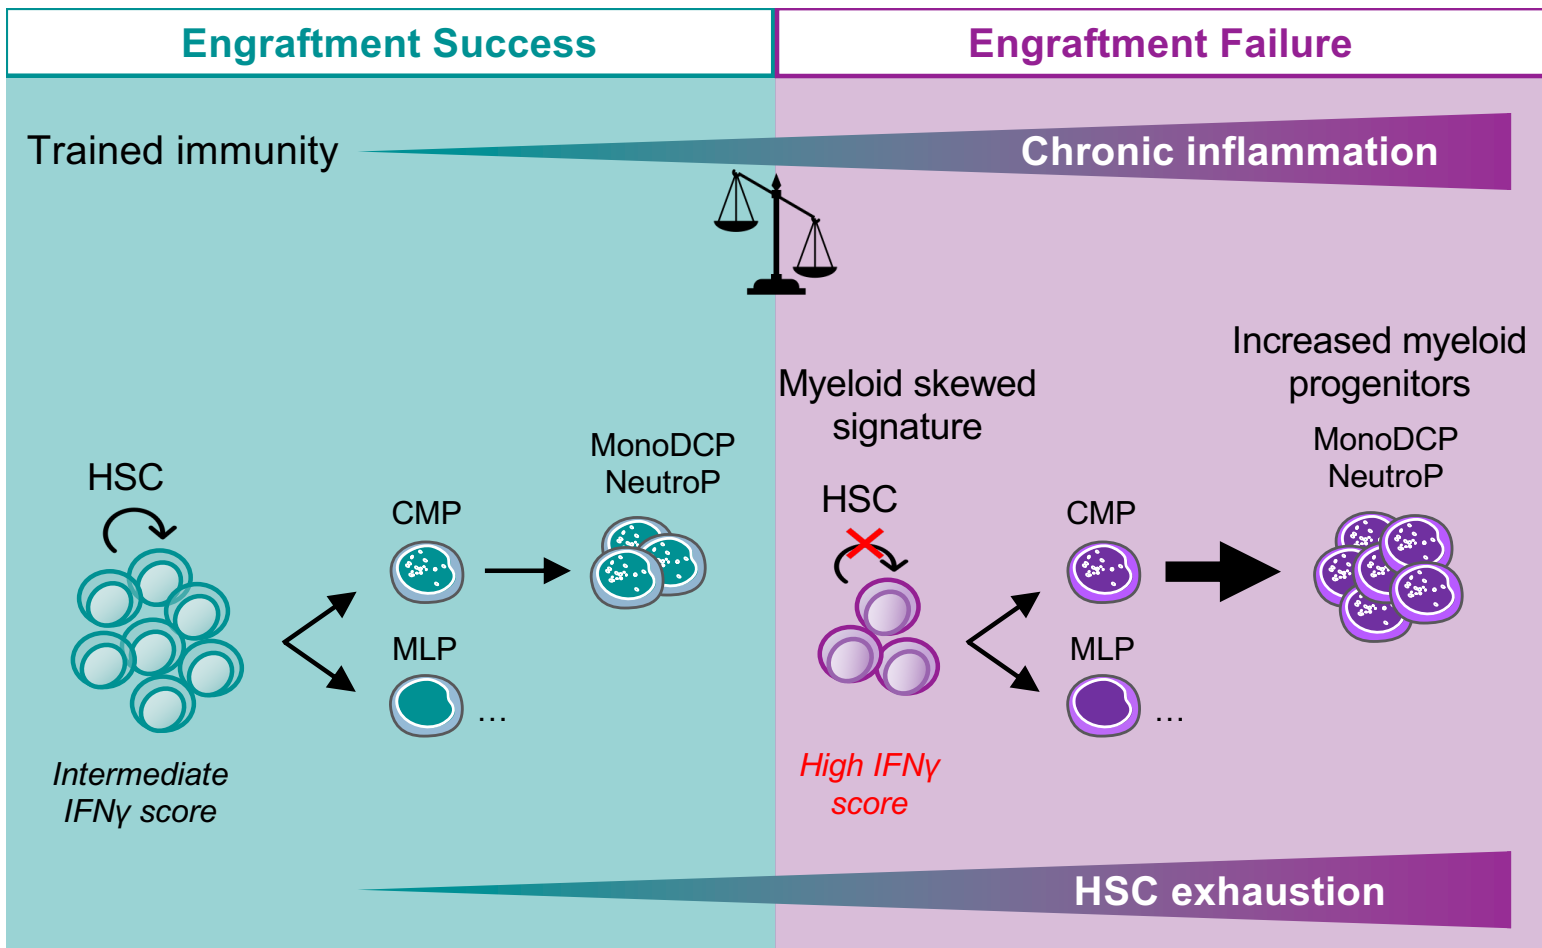 Engraftment Success
Engraftment Failure
Trained immunity
Chronic inflammation
HSC
CMP
MonoDCP
NeutroP
MLP
...
Intermediate
IFNγ score
Myeloid skewed
signature
Increased myeloid
progenitors
HSC
CMP
MonoDCP
NeutroP
MLP
...
High IFNγ
score
HSC exhaustion